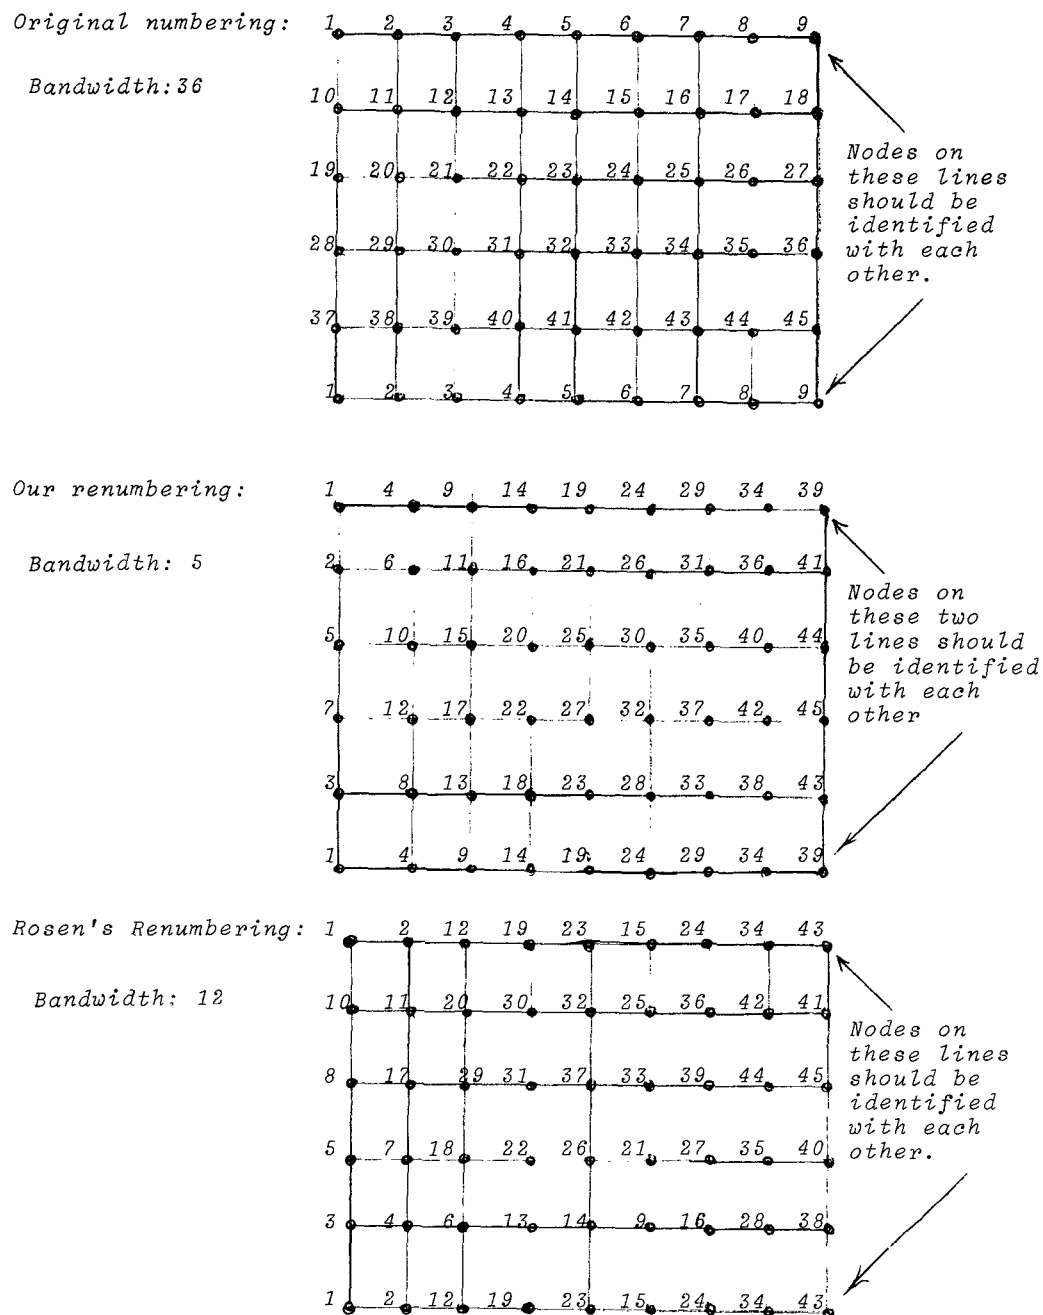 Original numbering: 1 2 3 4 5 6 7 8 9
Bandwidth:36
10 11 12 13 14 15 16 17 18
Nodes on
these lines
should be
identified
with each
other.
19 20 21 22 23 24 25 26 27
28 29 30 31 32 33 34 35 36
37 38 39 40 41 42 43 44 45
1 2 3 4 5 6 7 8 9
Our renumbering: 1 4 9 14 19 24 29 34 39
Bandwidth: 5
2 6 11 16 21 26 31 36 41
Nodes on
these two
lines should
be identified
with each
other
5 10 15 20 25 30 35 40 44
7 12 17 22 27 32 37 42 45
3 8 13 18 23 28 33 38 43
1 4 9 14 19 24 29 34 39
Rosen's Renumbering: 1 2 12 19 23 15 24 34 43
Bandwidth: 12
10 11 20 30 32 25 36 42 41
Nodes on
these lines
should be
identified
with each
other.
8 17 29 31 37 33 39 44 45
5 7 18 22 26 21 27 35 40
3 4 6 13 14 9 16 28 38
1 2 12 19 23 15 24 34 43